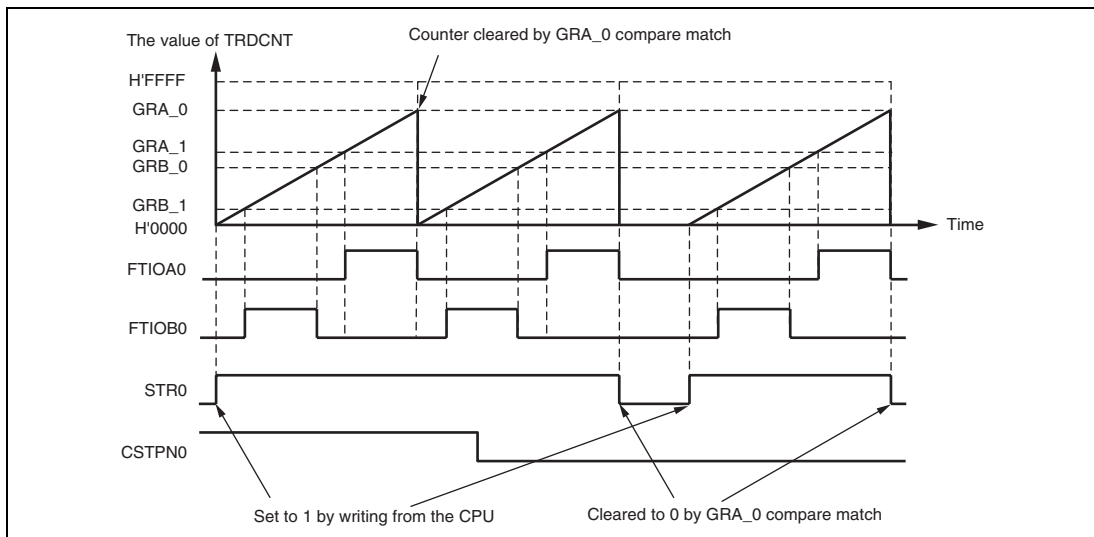 The value of TRDCNT
Counter cleared by GRA_0 compare match
H'FFFF
GRA_0
GRA_1
GRB_0
GRB_1
H'0000
Time
FTIOA0
FTIOB0
STR0
CSTPN0
Set to 1 by writing from the CPU
Cleared to 0 by GRA_0 compare match